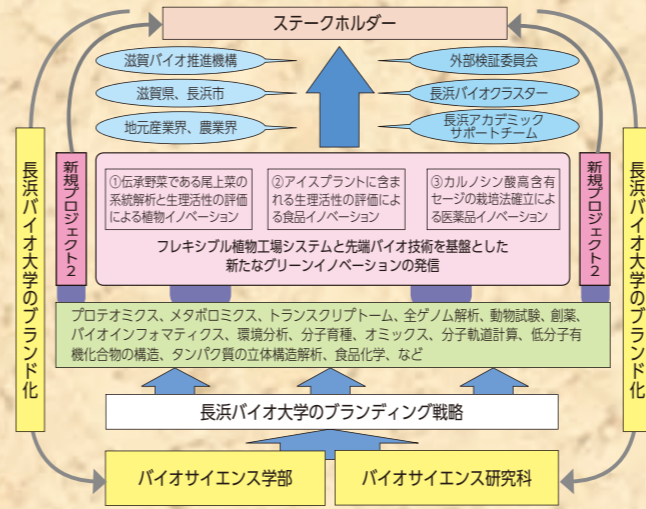 ステークホルダー
滋賀バイオ推進機構
滋賀県、長浜市
地元産業界、農業界
外部検証委員会
長浜バイオクラスター
長浜アカデミック
サポートチーム
長浜バイオ大学のブランド化
新規プロジェクト2
①伝承野菜である尾上菜の
系統解析と生理活性の評価
による植物イノベーション
②アイスプラントに含ま
れる生理活性の評価によ
る食品イノベーション
③カルノシン酸高含有
セージの栽培法確立によ
る医薬品イノベーション
フレキシブル植物工場システムと先端バイオ技術を基盤とした
新たなグリーンイノベーションの発信
新規プロジェクト2
長浜バイオ大学のブランド化
プロテオミクス、メタボロミクス、トランスクリプトーム、全ゲノム解析、動物試験、創薬、
バイオインフォマティクス、環境分析、分子育種、オミックス、分子軌道計算、低分子有
機化合物の構造、タンパク質の立体構造解析、食品化学、など
長浜バイオ大学のブランディング戦略
バイオサイエンス学部
バイオサイエンス研究科